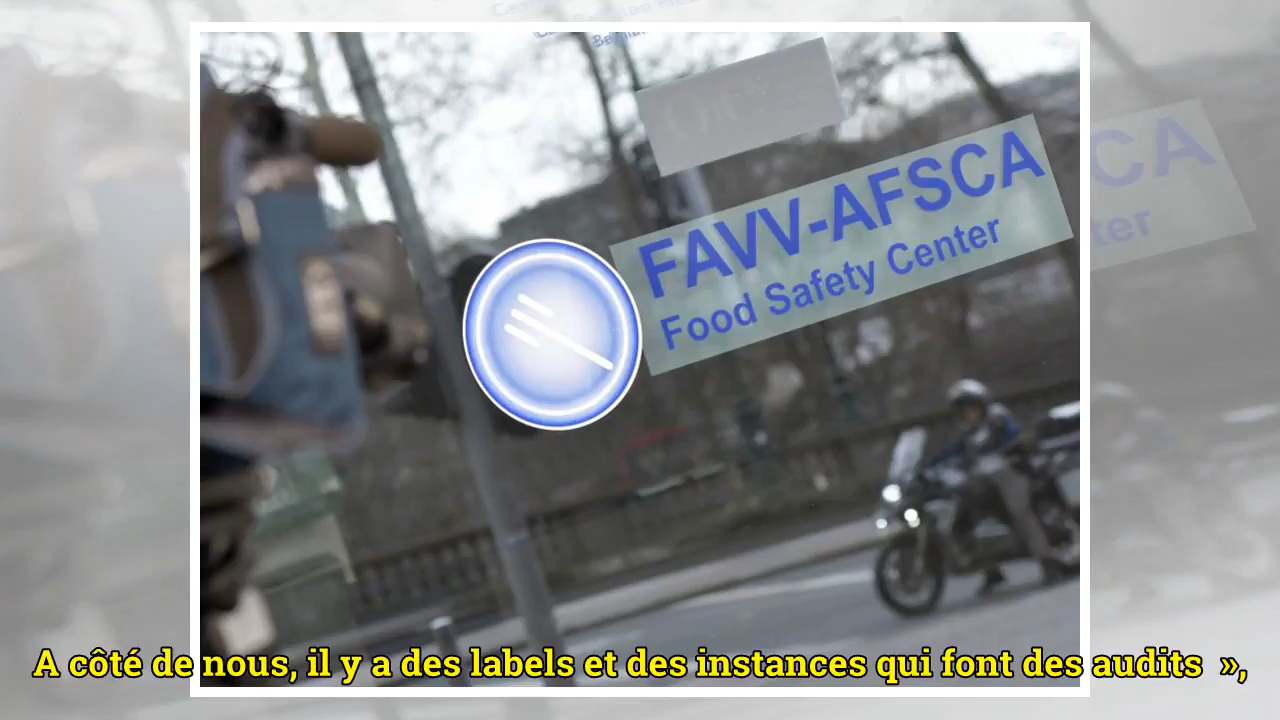 FAVV-AFSCA
Food Safety Center
A côté de nous, il y a des labels et des instances qui font des audits »,